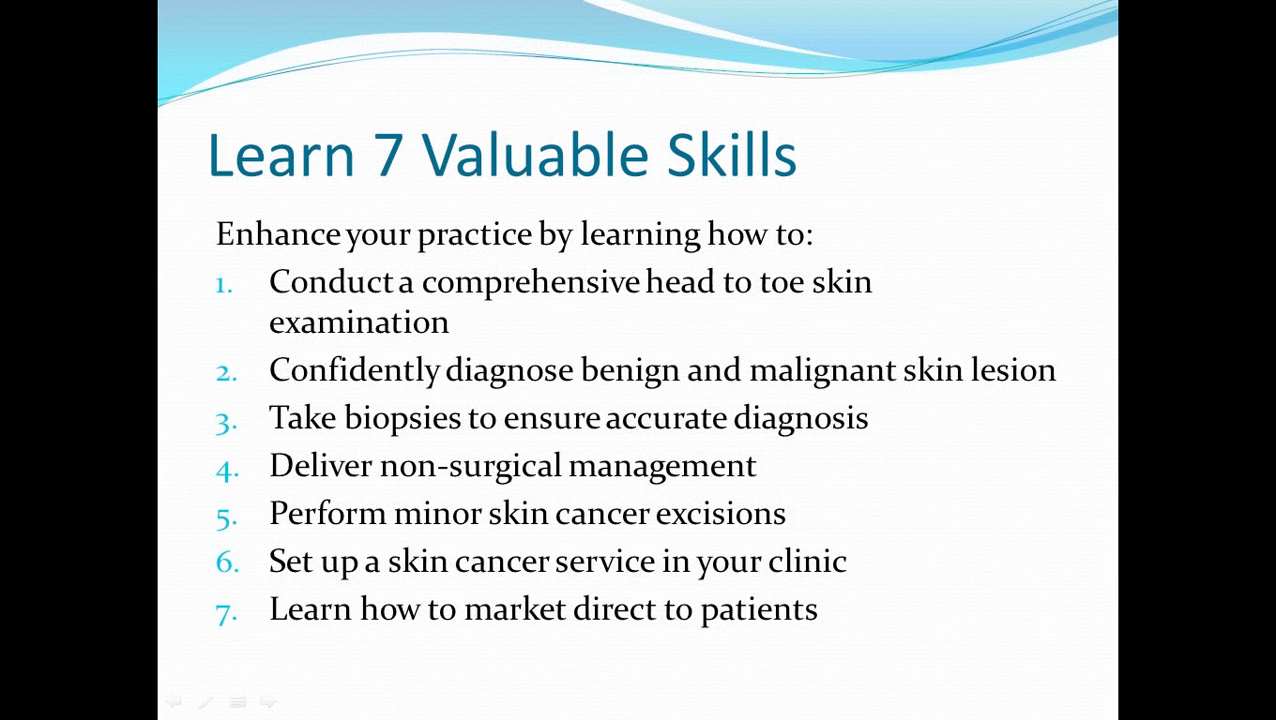 Learn 7 Valuable Skills
Enhance your practice by learning how to:
1. Conduct a comprehensive head to toe skin
examination
2. Confidently diagnose benign and malignant skin lesion
3. Take biopsies to ensure accurate diagnosis
4. Deliver non-surgical management
5. Perform minor skin cancer excisions
6. Set up a skin cancer service in your clinic
7. Learn how to market direct to patients